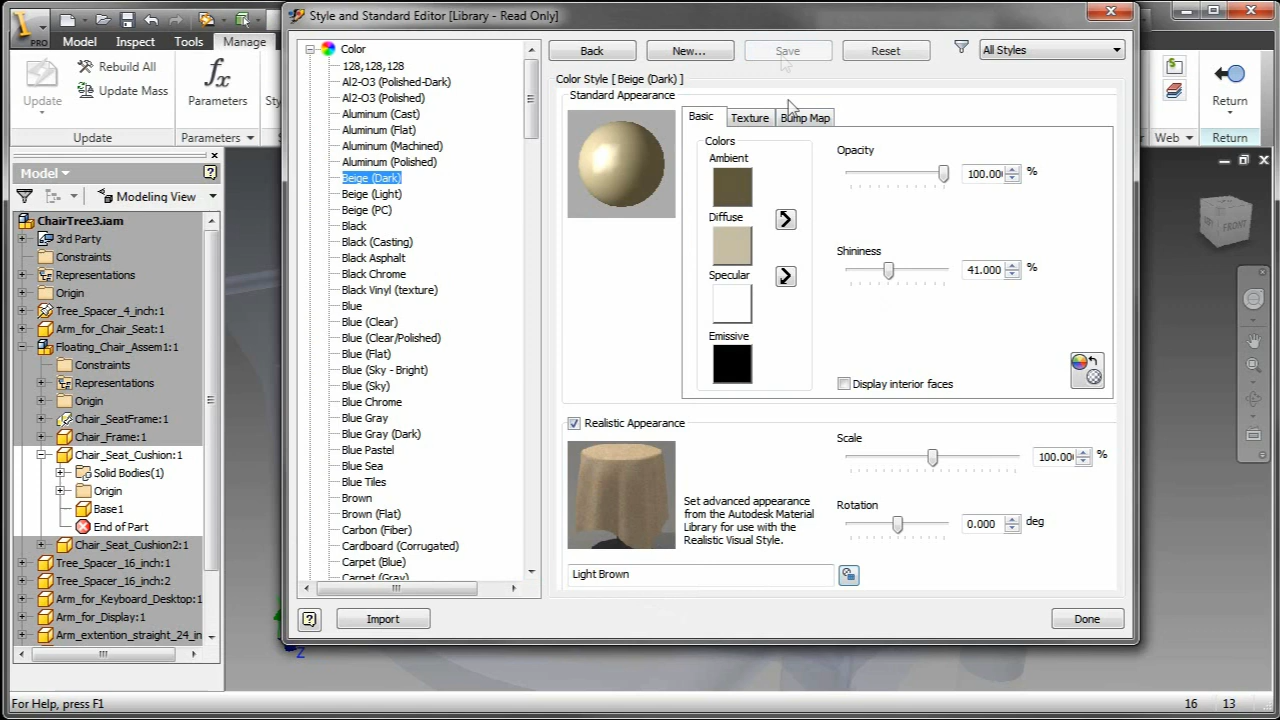 Style and Standard Editor [Library - Read Only]
PRO
Model Inspect Tools Manage
Update
Rebuild All
Update Mass
Parameters
Update
Parameters
Web
Return
Return
Model
Modeling View
ChairTree3.iam
3rd Party
Constraints
Representations
Origin
Tree_Spacer_4_inch:1
Arm_for_Chair_Seat:1
Floating_Chair_Assem1:1
Constraints
Representations
Origin
Chair_SeatFrame:1
Chair_Frame:1
Chair_Seat_Cushion:1
Solid Bodies(1)
Origin
Base1
End of Part
Chair_Seat_Cushion2:1
Tree_Spacer_16_inch:1
Tree_Spacer_16_inch:2
Arm_for_Keyboard_Desktop:1
Arm_for_Display:1
Arm_extention_straight_24_in
Color
128,128,128
Al2-O3 (Polished-Dark)
Al2-O3 (Polished)
Aluminum (Cast)
Aluminum (Flat)
Aluminum (Machined)
Aluminum (Polished)
Beige (Dark)
Beige (Light)
Beige (PC)
Black
Black (Casting)
Black Asphalt
Black Chrome
Black Vinyl (texture)
Blue
Blue (Clear)
Blue (Clear/Polished)
Blue (Flat)
Blue (Sky - Bright)
Blue (Sky)
Blue Chrome
Blue Gray
Blue Gray (Dark)
Blue Pastel
Blue Sea
Blue Tiles
Brown
Brown (Flat)
Carbon (Fiber)
Cardboard (Corrugated)
Carpet (Blue)
Carpet (Gray)
Import
Back New... Save Reset All Styles
Color Style [ Beige (Dark) ]
Standard Appearance
Basic Texture Bump Map
Colors
Ambient
Diffuse
Specular
Emissive
Opacity
100.00 %
Shininess
41.000 %
Display interior faces
Realistic Appearance
Set advanced appearance
from the Autodesk Material
Library for use with the
Realistic Visual Style.
Scale
100.00 %
Rotation
0.000 deg
Light Brown
Done
FRONT
Z
For Help, press F1
16 13